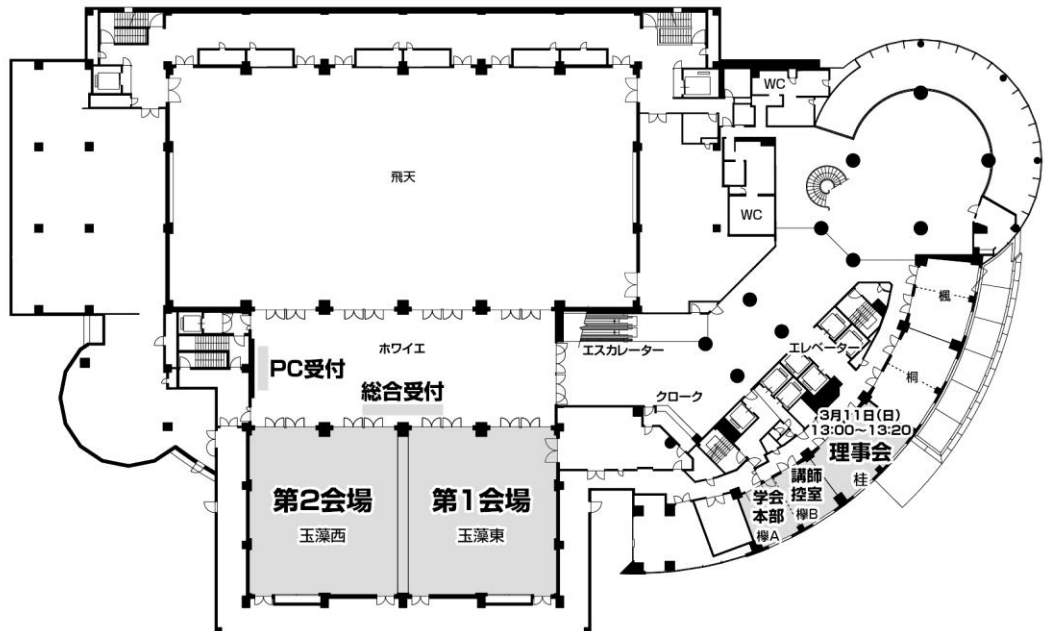 WC
飛天
WC
楓
ホワイエ
エスカレーター
エレベーター
PC受付
桐
総合受付
クローク
3月11日(日)
13:00〜13:20
理事会
桂
講師
控室
欅B
学会
本部
欅A
第2会場
玉藻西
第1会場
玉藻東